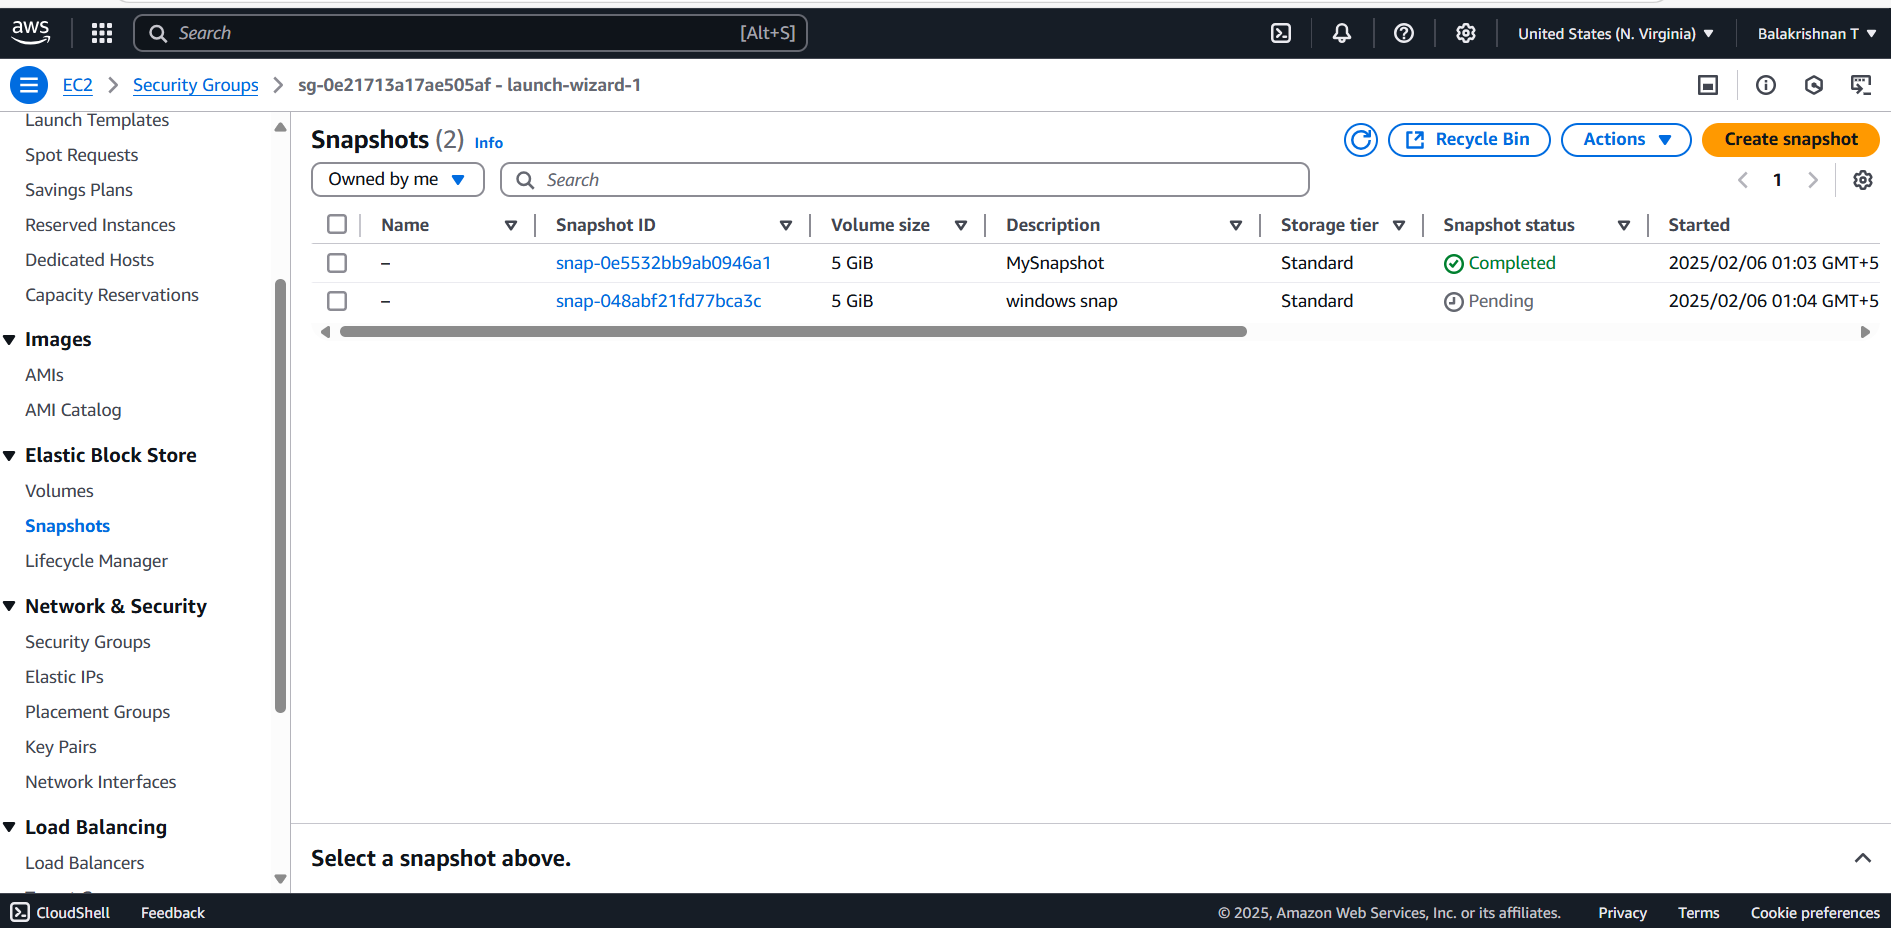 aws
Search [Alt+S]
United States (N. Virginia)
Balakrishnan T
EC2
Security Groups
sg-0e21713a17ae505af - launch-wizard-1
Launch Templates
Spot Requests
Savings Plans
Reserved Instances
Dedicated Hosts
Capacity Reservations
Images
AMIs
AMI Catalog
Elastic Block Store
Volumes
Snapshots
Lifecycle Manager
Network & Security
Security Groups
Elastic IPs
Placement Groups
Key Pairs
Network Interfaces
Load Balancing
Load Balancers
Snapshots (2) Info
Recycle Bin
Actions
Create snapshot
Owned by me
Search
1
Name Snapshot ID Volume size Description Storage tier Snapshot status Started
– snap-0e5532bb9ab0946a1 5 GiB MySnapshot Standard Completed 2025/02/06 01:03 GMT+5
– snap-048abf21fd77bca3c 5 GiB windows snap Standard Pending 2025/02/06 01:04 GMT+5
Select a snapshot above.
CloudShell Feedback © 2025, Amazon Web Services, Inc. or its affiliates. Privacy Terms Cookie preferences